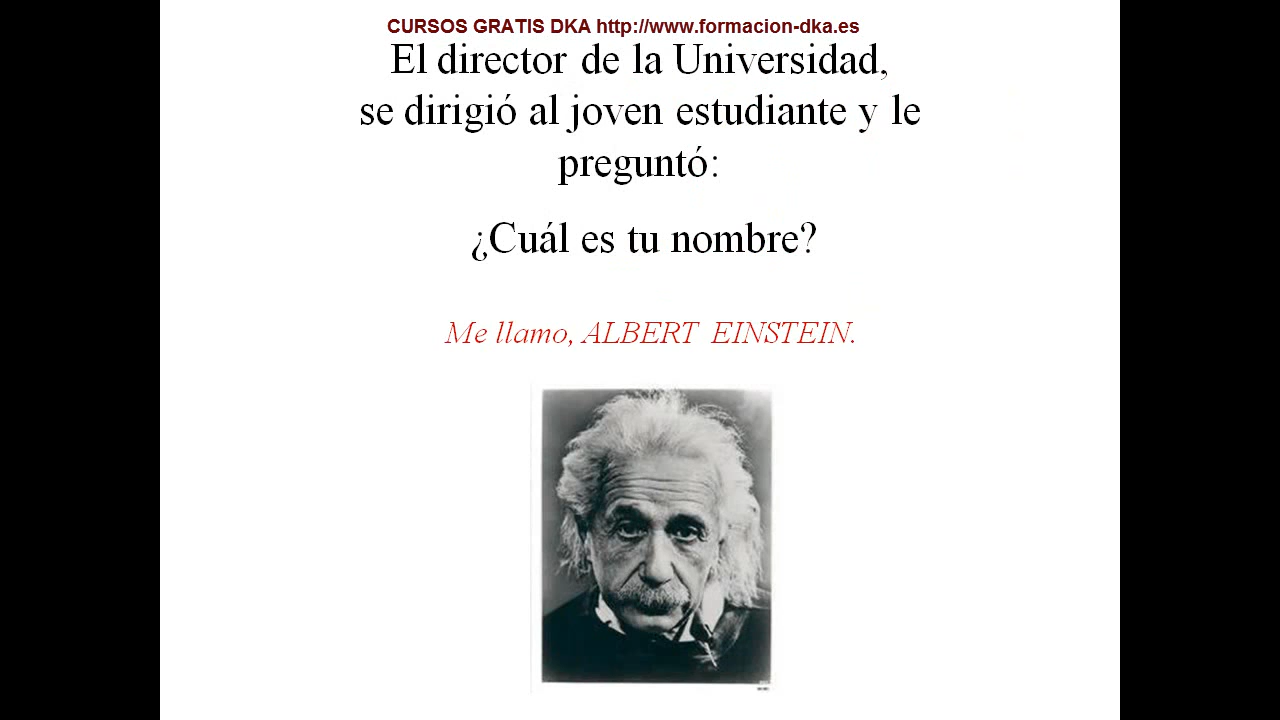 CURSOS GRATIS DKA http://www.formacion-dka.es
El director de la Universidad,
se dirigió al joven estudiante y le
preguntó:
¿Cuál es tu nombre?
Me llamo, ALBERT EINSTEIN.